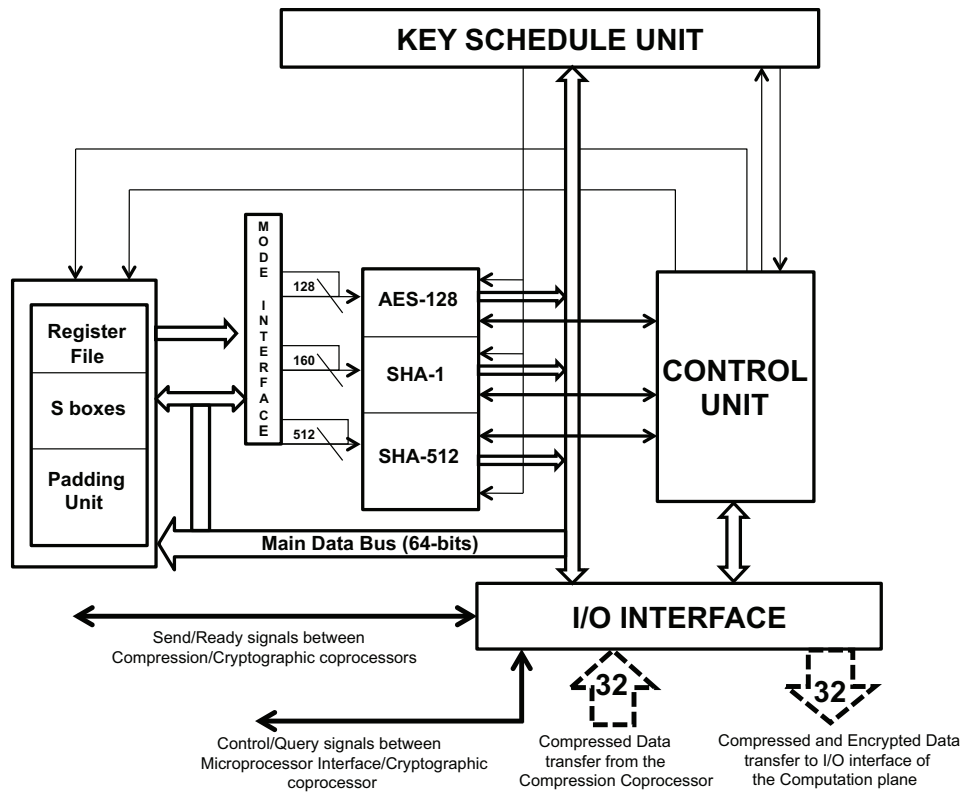 KEY SCHEDULE UNIT
MODE INTERFACE
Register
File
S boxes
Padding
Unit
128
160
512
AES-128
SHA-1
SHA-512
CONTROL
UNIT
Main Data Bus (64-bits)
I/O INTERFACE
Send/Ready signals between
Compression/Cryptographic coprocessors
32
32
Control/Query signals between
Microprocessor Interface/Cryptographic
coprocessor
Compressed Data
transfer from the
Compression Coprocessor
Compressed and Encrypted Data
transfer to I/O interface of
the Computation plane